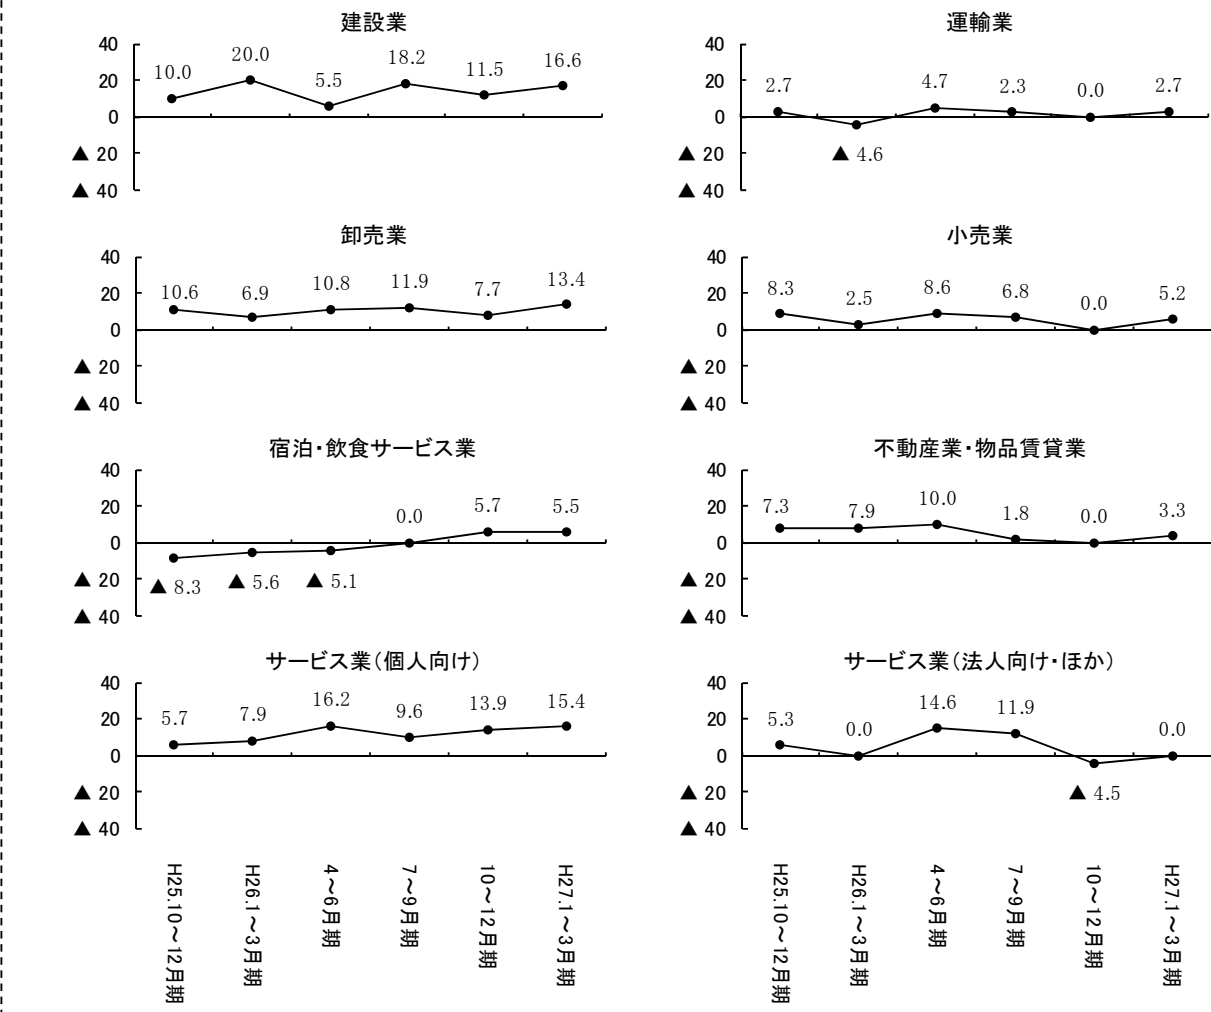 建設業
40
20
0
▲ 20
▲ 40
10.0 20.0 5.5 18.2 11.5 16.6
運輸業
40
20
0
▲ 20
▲ 40
2.7 ▲ 4.6 4.7 2.3 0.0 2.7
卸売業
40
20
0
▲ 20
▲ 40
10.6 6.9 10.8 11.9 7.7 13.4
小売業
40
20
0
▲ 20
▲ 40
8.3 2.5 8.6 6.8 0.0 5.2
宿泊・飲食サービス業
40
20
0
▲ 20
▲ 40
▲ 8.3 ▲ 5.6 ▲ 5.1 0.0 5.7 5.5
不動産業・物品賃貸業
40
20
0
▲ 20
▲ 40
7.3 7.9 10.0 1.8 0.0 3.3
サービス業(個人向け)
40
20
0
▲ 20
▲ 40
5.7 7.9 16.2 9.6 13.9 15.4
サービス業(法人向け・ほか)
40
20
0
▲ 20
▲ 40
5.3 0.0 14.6 11.9 ▲ 4.5 0.0
H25.10～12月期
H26.1～3月期
4～6月期
7～9月期
10～12月期
H27.1～3月期
H25.10～12月期
H26.1～3月期
4～6月期
7～9月期
10～12月期
H27.1～3月期